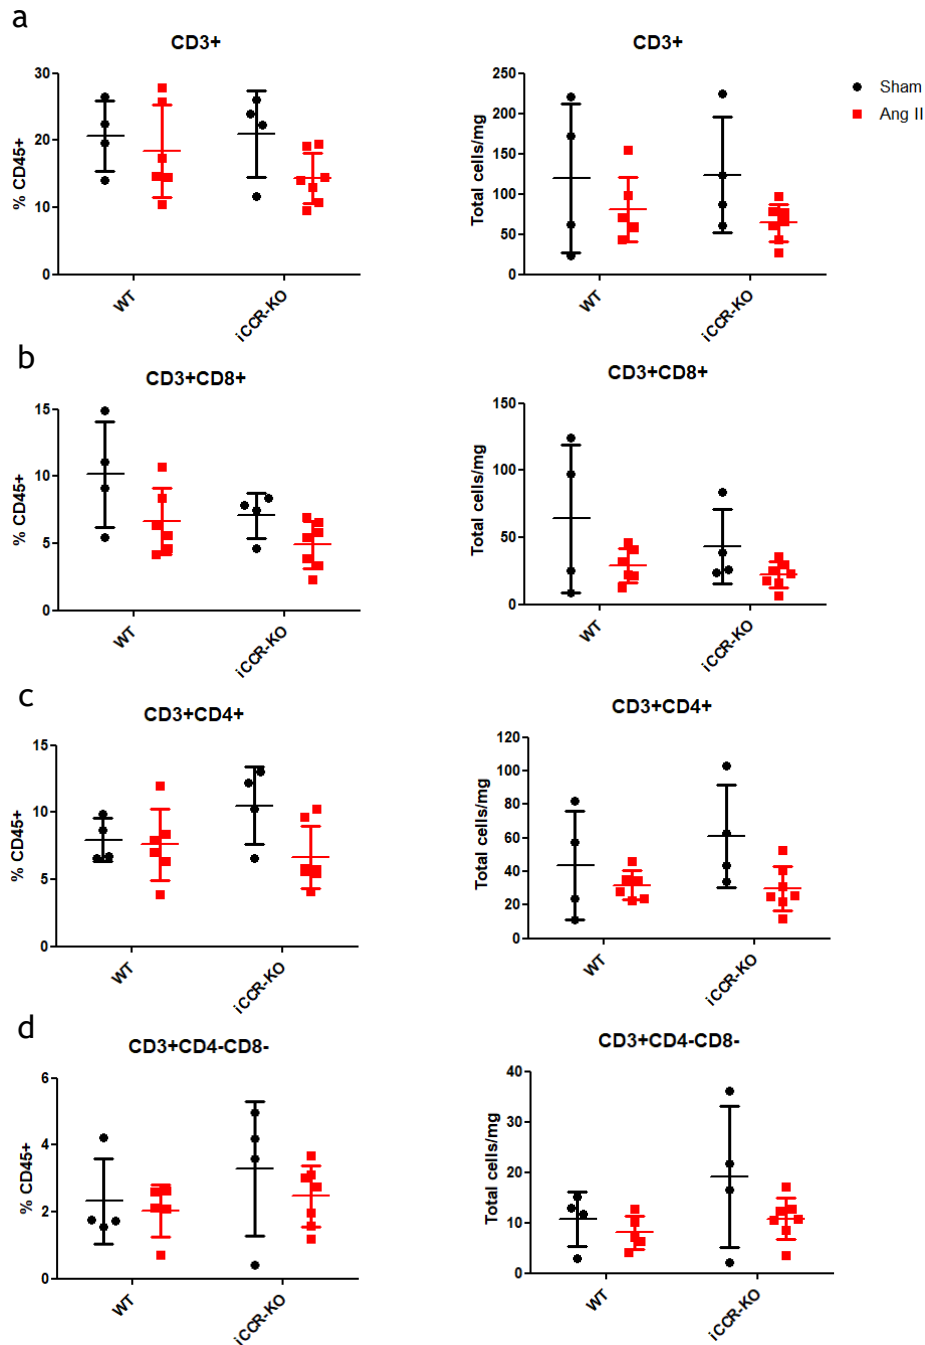 a
CD3+
% CD45+
30
20
10
0
WT
iCCR-KO
CD3+
Total cells/mg
250
200
150
100
50
0
WT
iCCR-KO
Sham
Ang II
b
CD3+CD8+
% CD45+
15
10
5
0
WT
iCCR-KO
CD3+CD8+
Total cells/mg
150
100
50
0
WT
iCCR-KO
c
CD3+CD4+
% CD45+
15
10
5
0
WT
iCCR-KO
CD3+CD4+
Total cells/mg
120
100
80
60
40
20
0
WT
iCCR-KO
d
CD3+CD4-CD8-
% CD45+
6
4
2
0
WT
iCCR-KO
CD3+CD4-CD8-
Total cells/mg
40
30
20
10
0
WT
iCCR-KO